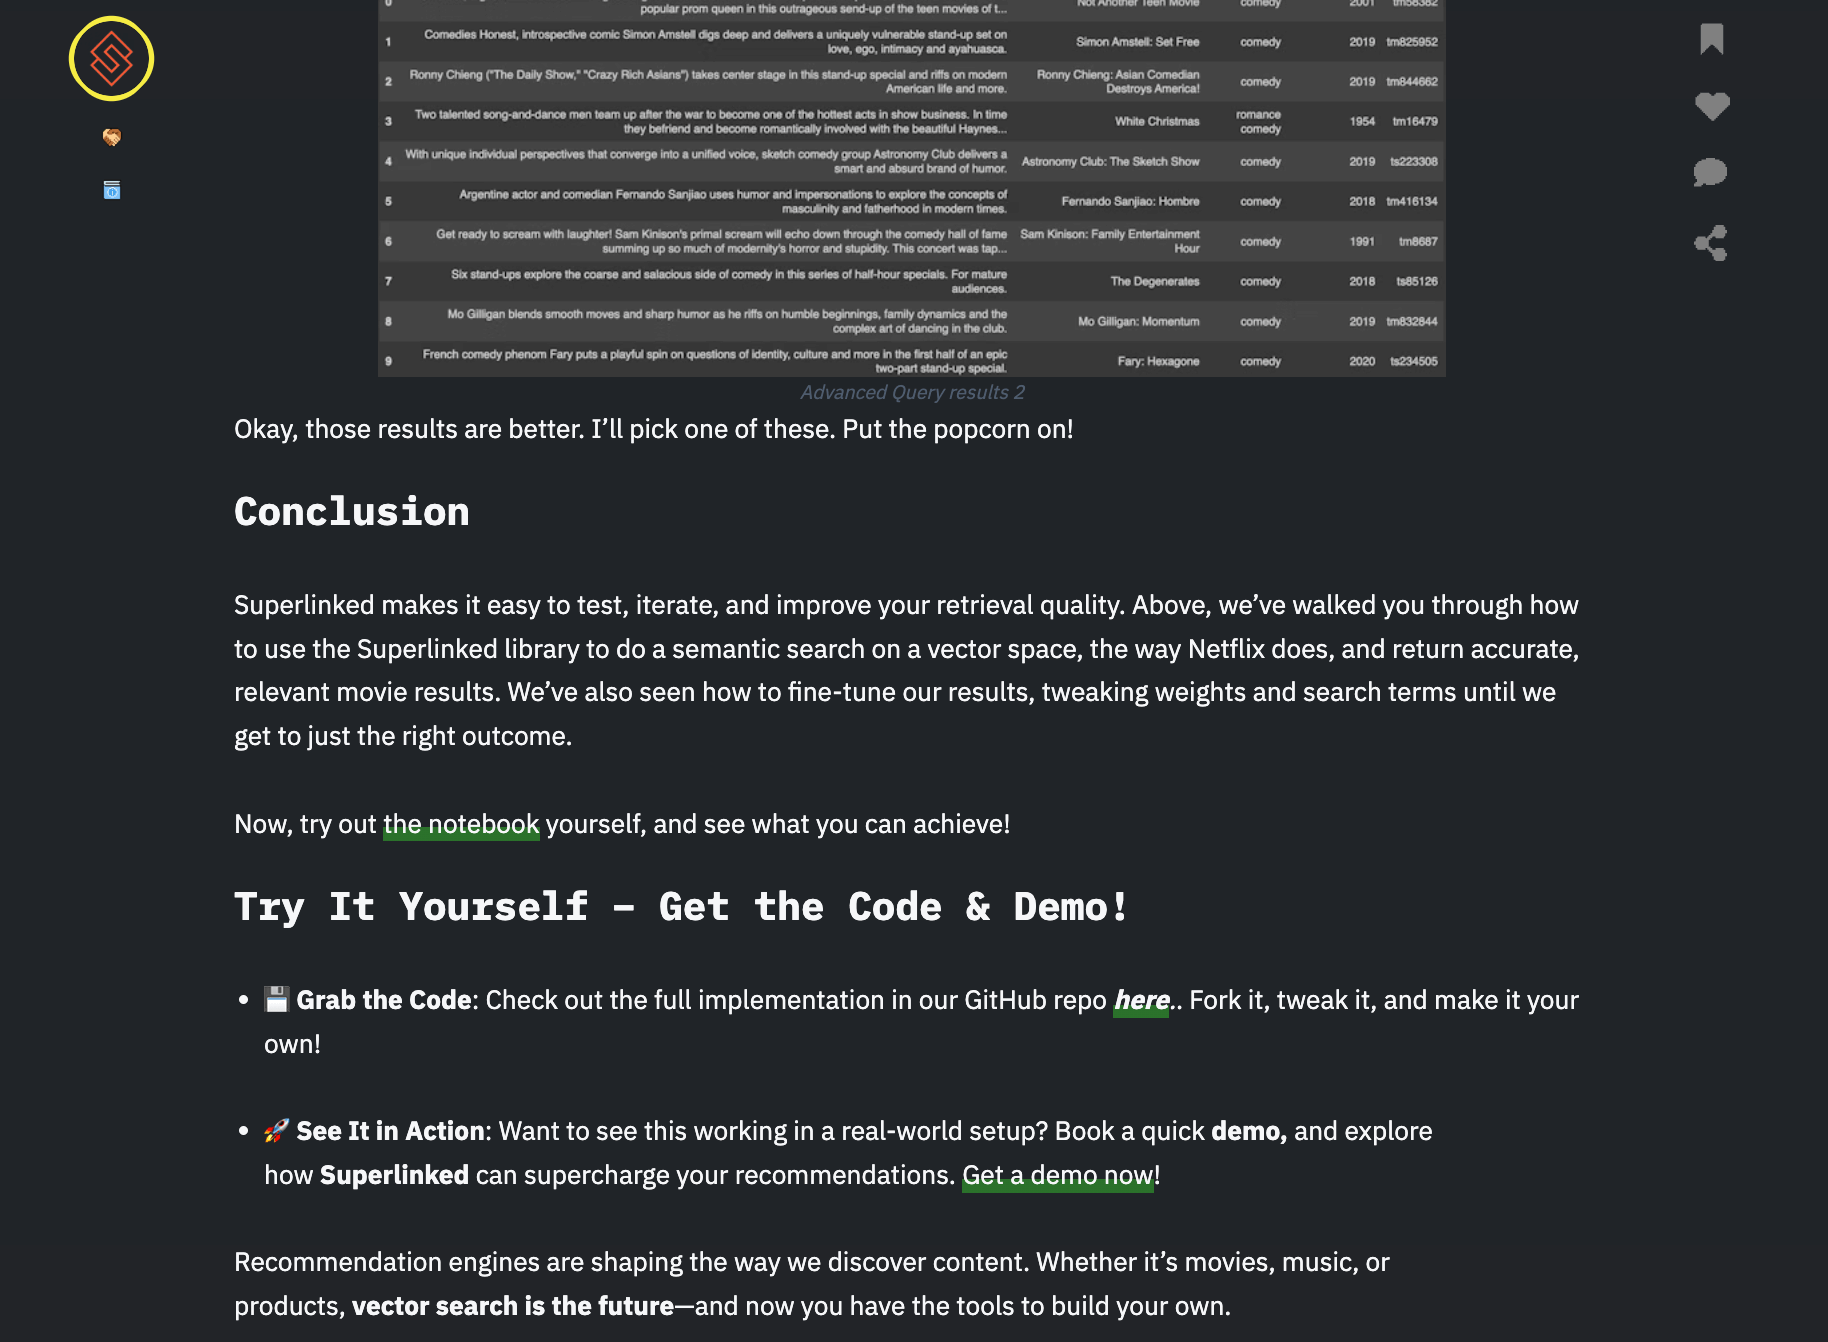 popular prom queen in this outrageous send-up of the teen movies of t...
0 Not Another Teen Movie comedy 2001 tm58382
1 Comedies Honest, introspective comic Simon Amstell digs deep and delivers a uniquely vulnerable stand-up set on
love, ego, intimacy and ayahuasca. Simon Amstell: Set Free comedy 2019 tm825952
2 Ronny Chieng ("The Daily Show," "Crazy Rich Asians") takes center stage in this stand-up special and riffs on modern
American life and more. Ronny Chieng: Asian Comedian
Destroys America! comedy 2019 tm844662
3 Two talented song-and-dance men team up after the war to become one of the hottest acts in show business. In time
they befriend and become romantically involved with the beautiful Haynes... White Christmas romance
comedy 1954 tm16479
4 With unique individual perspectives that converge into a unified voice, sketch comedy group Astronomy Club delivers a
smart and absurd brand of humor. Astronomy Club: The Sketch Show comedy 2019 ts223308
5 Argentine actor and comedian Fernando Sanjiao uses humor and impersonations to explore the concepts of
masculinity and fatherhood in modern times. Fernando Sanjiao: Hombre comedy 2018 tm416134
6 Get ready to scream with laughter! Sam Kinison's primal scream will echo down through the comedy hall of fame
summing up so much of modernity's horror and stupidity. This concert was tap... Sam Kinison: Family Entertainment
Hour comedy 1991 tm8687
7 Six stand-ups explore the coarse and salacious side of comedy in this series of half-hour specials. For mature
audiences. The Degenerates comedy 2018 ts85126
8 Mo Gilligan blends smooth moves and sharp humor as he riffs on humble beginnings, family dynamics and the
complex art of dancing in the club. Mo Gilligan: Momentum comedy 2019 tm832844
9 French comedy phenom Fary puts a playful spin on questions of identity, culture and more in the first half of an epic
two-part stand-up special. Fary: Hexagone comedy 2020 ts234505
Advanced Query results 2
Okay, those results are better. I’ll pick one of these. Put the popcorn on!
Conclusion
Superlinked makes it easy to test, iterate, and improve your retrieval quality. Above, we’ve walked you through how
to use the Superlinked library to do a semantic search on a vector space, the way Netflix does, and return accurate,
relevant movie results. We’ve also seen how to fine-tune our results, tweaking weights and search terms until we
get to just the right outcome.
Now, try out the notebook yourself, and see what you can achieve!
Try It Yourself – Get the Code & Demo!
• 💾 Grab the Code: Check out the full implementation in our GitHub repo here.. Fork it, tweak it, and make it your
own!
• 🚀 See It in Action: Want to see this working in a real-world setup? Book a quick demo, and explore
how Superlinked can supercharge your recommendations. Get a demo now!
Recommendation engines are shaping the way we discover content. Whether it’s movies, music, or
products, vector search is the future—and now you have the tools to build your own.